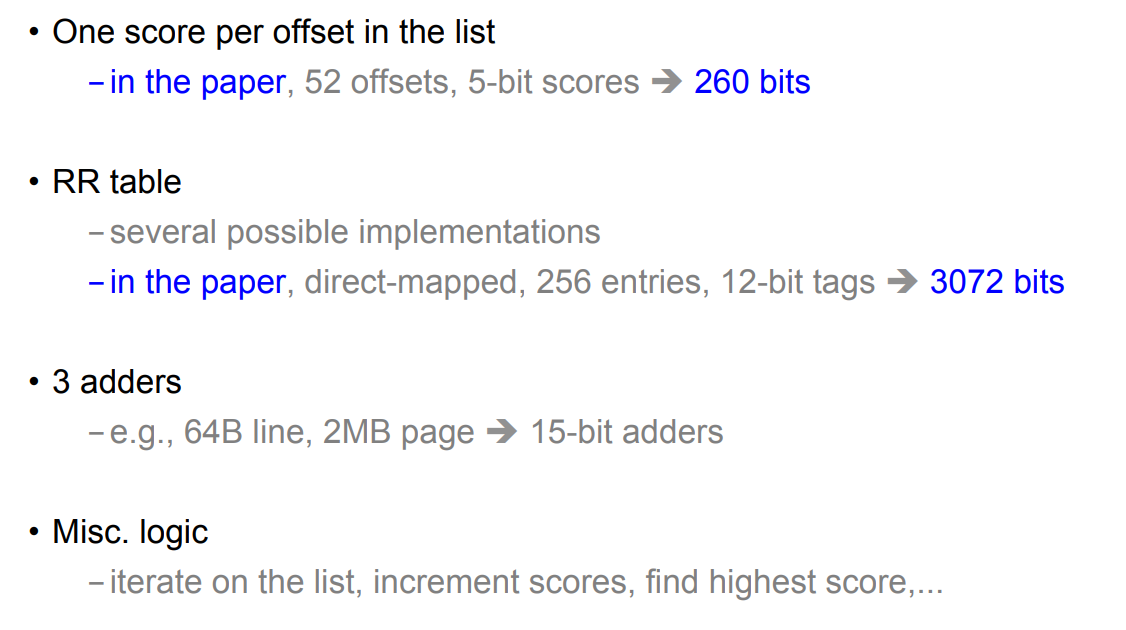 • One score per offset in the list
– in the paper, 52 offsets, 5-bit scores ➔ 260 bits
• RR table
– several possible implementations
– in the paper, direct-mapped, 256 entries, 12-bit tags ➔ 3072 bits
• 3 adders
– e.g., 64B line, 2MB page ➔ 15-bit adders
• Misc. logic
– iterate on the list, increment scores, find highest score,...